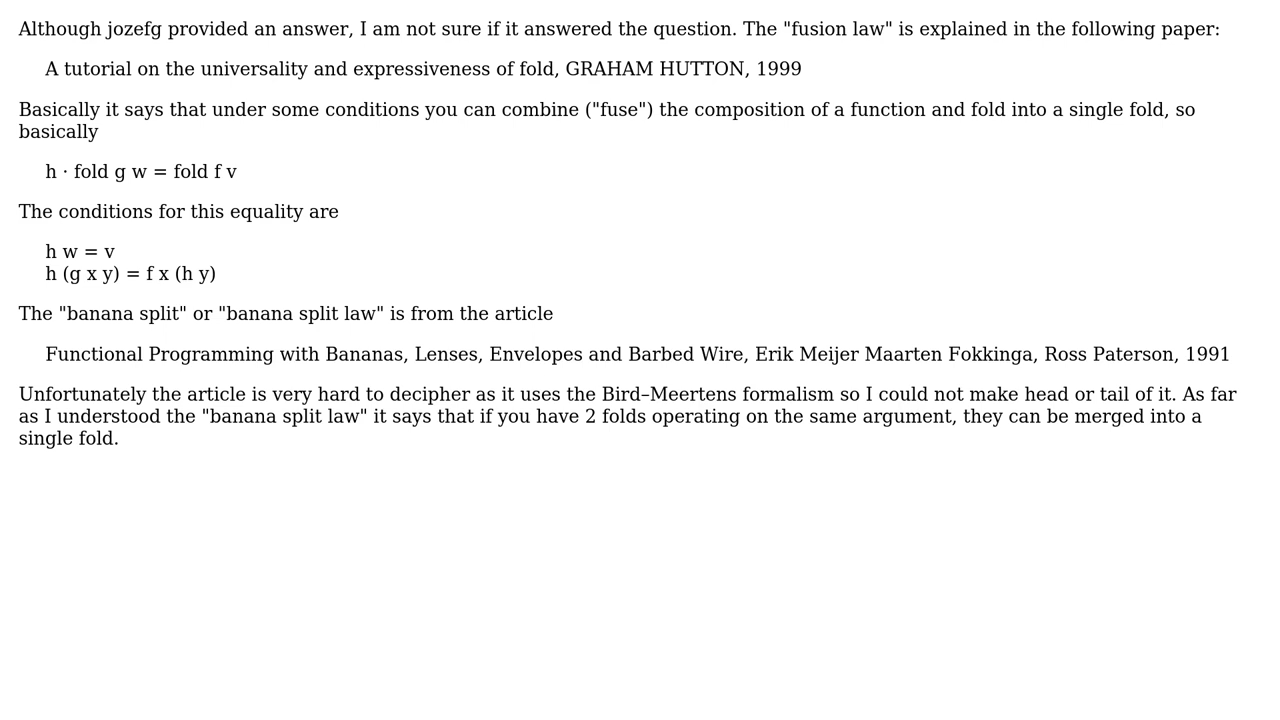 Although jozefg provided an answer, I am not sure if it answered the question. The "fusion law" is explained in the following paper:
A tutorial on the universality and expressiveness of fold, GRAHAM HUTTON, 1999
Basically it says that under some conditions you can combine ("fuse") the composition of a function and fold into a single fold, so
basically
h · fold g w = fold f v
The conditions for this equality are
h w = v
h (g x y) = f x (h y)
The "banana split" or "banana split law" is from the article
Functional Programming with Bananas, Lenses, Envelopes and Barbed Wire, Erik Meijer Maarten Fokkinga, Ross Paterson, 1991
Unfortunately the article is very hard to decipher as it uses the Bird–Meertens formalism so I could not make head or tail of it. As far
as I understood the "banana split law" it says that if you have 2 folds operating on the same argument, they can be merged into a
single fold.